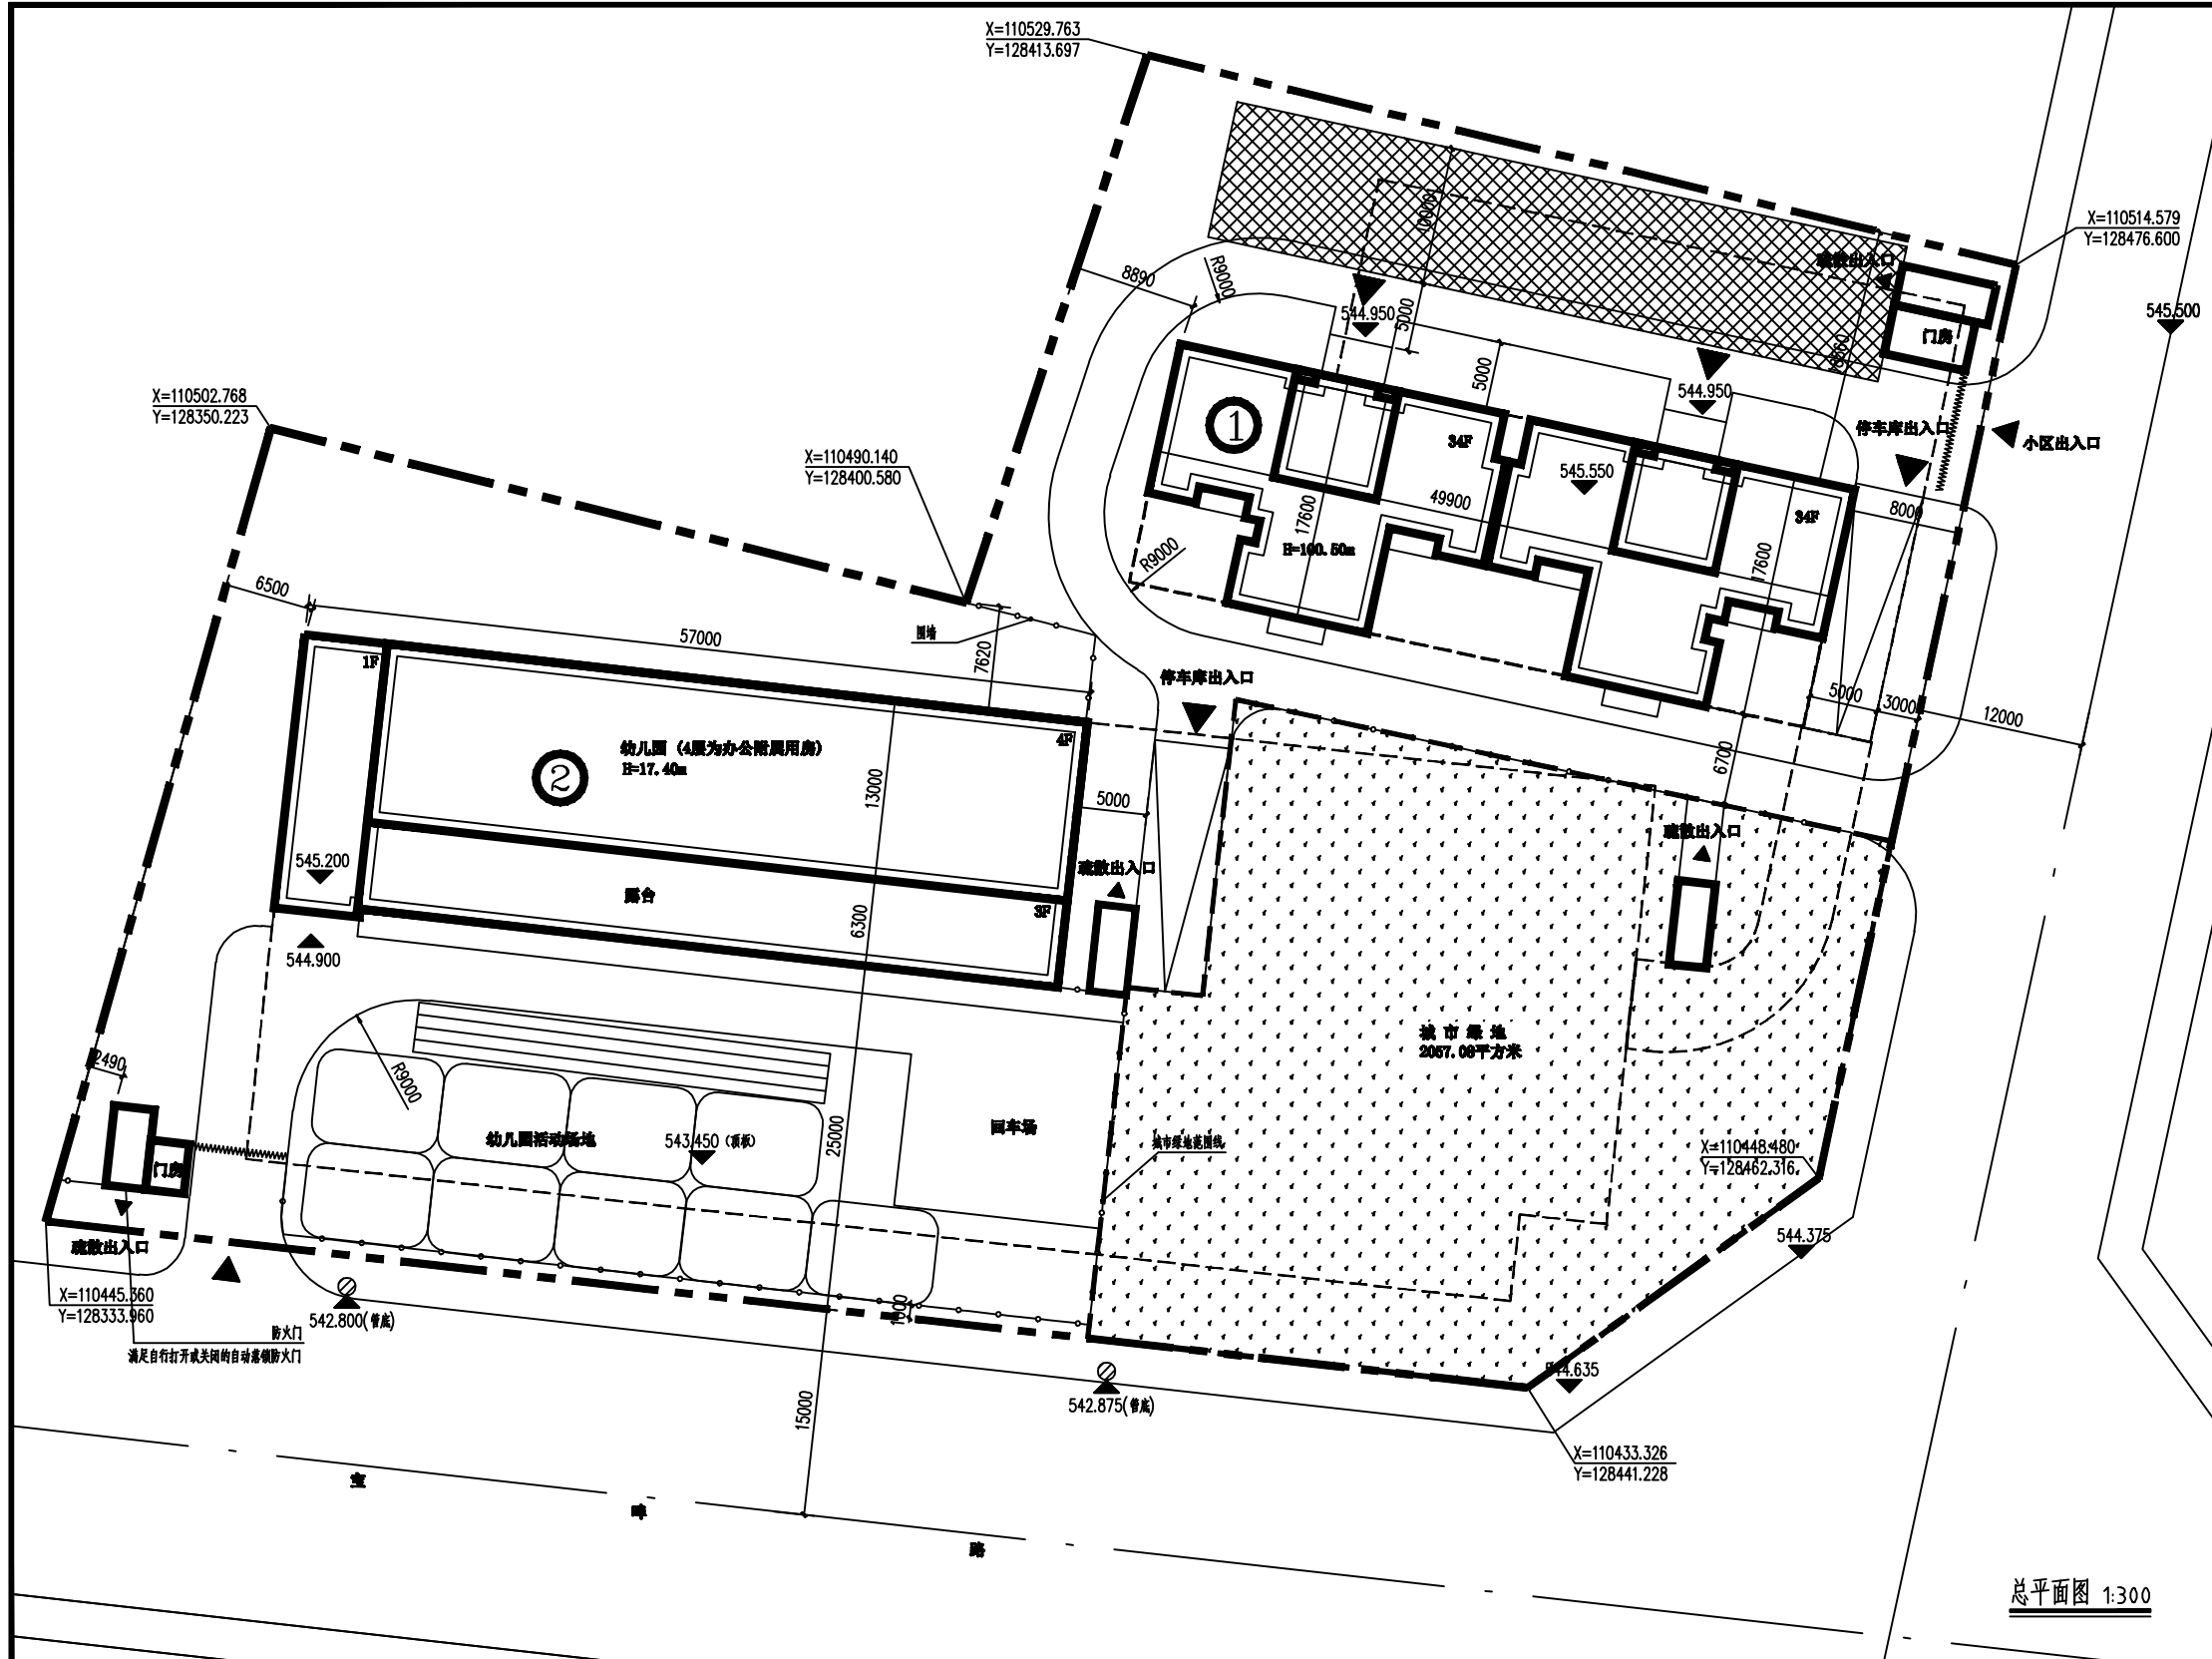 X=110529.763
Y=128413.697
X=110514.579
Y=128476.600
疏散出入口
10000
8890
R9000
544.950
5000
545.500
门房
18660
5000
544.950
X=110502.768
Y=128350.223
停车库出入口
小区出入口
1
34F
X=110490.140
Y=128400.580
545.550
49900
17600
34F
8000
H=100.50m
R9000
17600
6500
57000
围墙
7620
1F
停车库出入口
5000
3000
12000
幼儿园 (4层为办公附属用房)
H=17.40m
4F
2
6700
13000
5000
疏散出入口
545.200
疏散出入口
露台
3F
6300
544.900
城 市 绿 地
2057.09平方米
2490
R9000
25000
回车场
幼儿园活动场地
543.450 (顶板)
城市绿地范围线
X=110448.480
Y=128462.316
门房
疏散出入口
544.375
X=110445.360
Y=128333.960
542.800(管底)
1000
防火门
满足自行打开或关闭的自动落锁防火门
544.635
542.875(管底)
15000
X=110433.326
Y=128441.228
路
总平面图 1:300